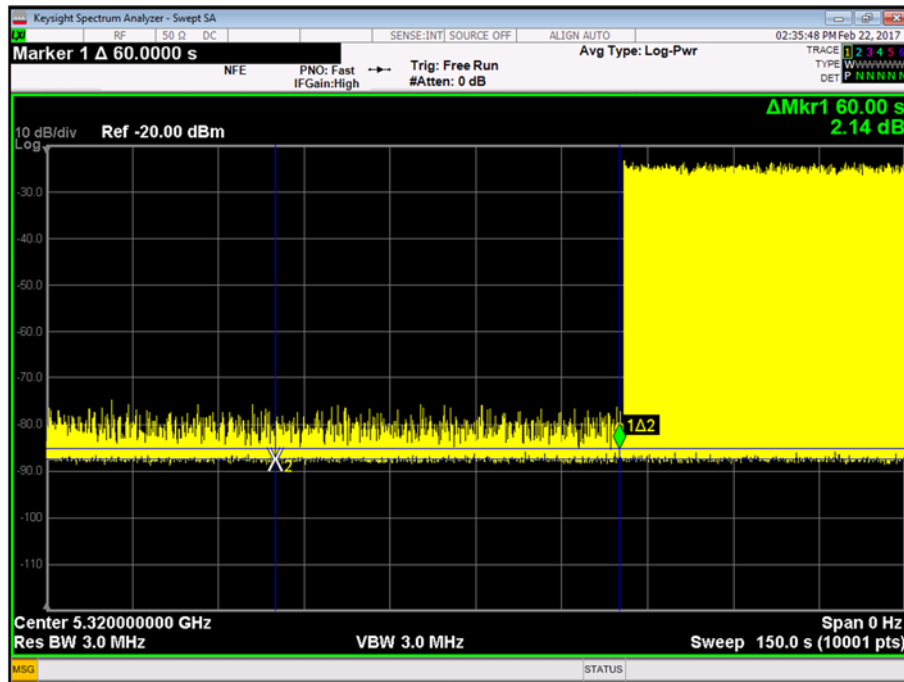 Keysight Spectrum Analyzer - Swept SA
LXI RF 50 Ω DC SENSE:INT SOURCE OFF ALIGN AUTO 02:35:48 PM Feb 22, 2017
Marker 1 Δ 60.0000 s Avg Type: Log-Pwr TRACE 1 2 3 4 5 6
NFE PNO: Fast Trig: Free Run TYPE WWWWWW
IFGain:High #Atten: 0 dB DET P N N N N N
ΔMkr1 60.00 s
10 dB/div Ref -20.00 dBm 2.14 dB
Log
-30.0
-40.0
-50.0
-60.0
-70.0
-80.0
1Δ2
2
-90.0
-100
-110
Center 5.320000000 GHz Span 0 Hz
Res BW 3.0 MHz VBW 3.0 MHz Sweep 150.0 s (10001 pts)
MSG STATUS